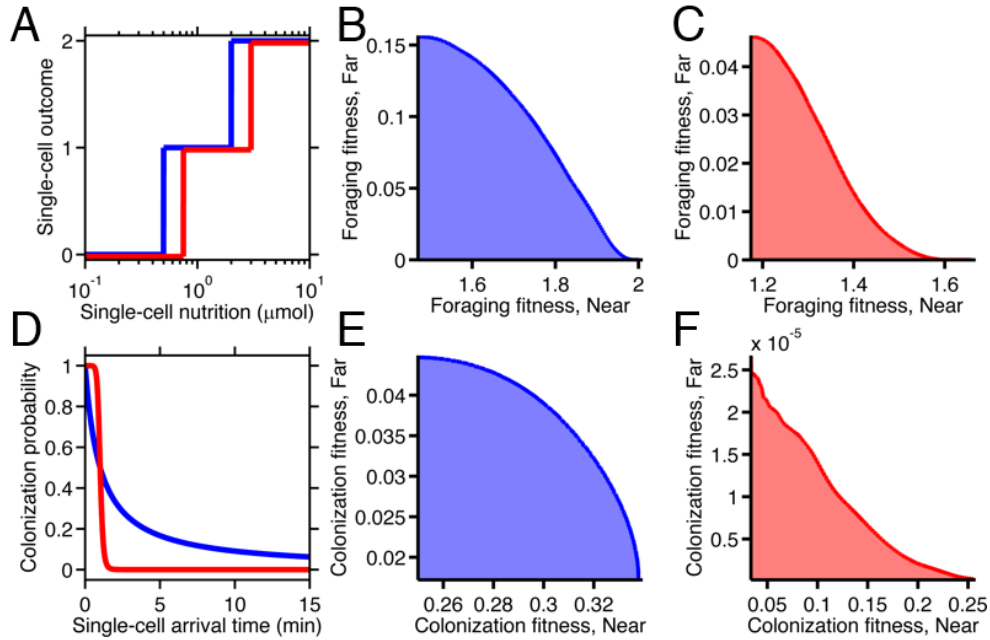 A
Single-cell outcome
2
1
0
10-1
100
101
Single-cell nutrition (μmol)
B
Foraging fitness, Far
0.15
0.1
0.05
0
1.6
1.8
2
Foraging fitness, Near
C
Foraging fitness, Far
0.04
0.03
0.02
0.01
0
1.2
1.4
1.6
Foraging fitness, Near
D
Colonization probability
1
0.8
0.6
0.4
0.2
0
0
5
10
15
Single-cell arrival time (min)
E
Colonization fitness, Far
0.04
0.035
0.03
0.025
0.02
0.26
0.28
0.3
0.32
Colonization fitness, Near
F
x 10-5
Colonization fitness, Far
2.5
2
1.5
1
0.5
0.05
0.1
0.15
0.2
0.25
Colonization fitness, Near